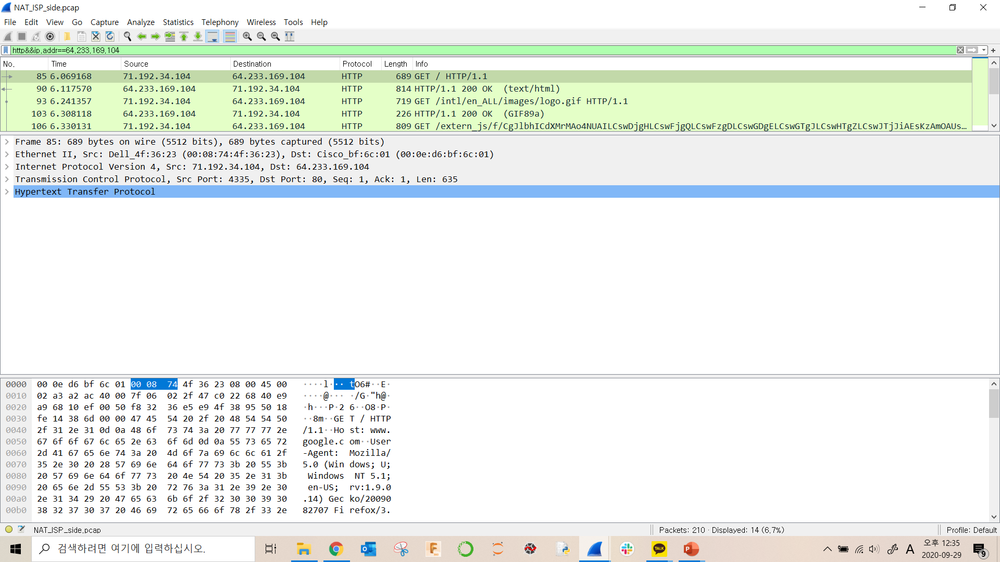 NAT_ISP_side.pcap
File Edit View Go Capture Analyze Statistics Telephony Wireless Tools Help
http&&ip.addr==64.233.169.104
No. Time Source Destination Protocol Length Info
85 6.069168 71.192.34.104 64.233.169.104 HTTP 689 GET / HTTP/1.1
90 6.117570 64.233.169.104 71.192.34.104 HTTP 814 HTTP/1.1 200 OK (text/html)
93 6.241357 71.192.34.104 64.233.169.104 HTTP 719 GET /intl/en_ALL/images/logo.gif HTTP/1.1
103 6.308118 64.233.169.104 71.192.34.104 HTTP 226 HTTP/1.1 200 OK (GIF89a)
106 6.330131 71.192.34.104 64.233.169.104 HTTP 809 GET /extern_js/f/CgJlbhICdXMrMAo4NUAILCswDjgHLCswFjgQLCswFzgDLCswGDgELCswGTgJLCswHTgZLCswJTjJiAEsKzAmOAUs…
Frame 85: 689 bytes on wire (5512 bits), 689 bytes captured (5512 bits)
Ethernet II, Src: Dell_4f:36:23 (00:08:74:4f:36:23), Dst: Cisco_bf:6c:01 (00:0e:d6:bf:6c:01)
Internet Protocol Version 4, Src: 71.192.34.104, Dst: 64.233.169.104
Transmission Control Protocol, Src Port: 4335, Dst Port: 80, Seq: 1, Ack: 1, Len: 635
Hypertext Transfer Protocol
0000 00 0e d6 bf 6c 01 00 08 74 4f 36 23 08 00 45 00 ····l··· tO6#··E·
0010 02 a3 a2 ac 40 00 7f 06 02 2f 47 c0 22 68 40 e9 ····@··· ·/G·"h@·
0020 a9 68 10 ef 00 50 f8 32 36 e5 e9 4f 38 95 50 18 ·h···P·2 6··O8·P·
0030 fe 14 38 6d 00 00 47 45 54 20 2f 20 48 54 54 50 ··8m··GE T / HTTP
0040 2f 31 2e 31 0d 0a 48 6f 73 74 3a 20 77 77 77 2e /1.1··Ho st: www.
0050 67 6f 6f 67 6c 65 2e 63 6f 6d 0d 0a 55 73 65 72 google.c om··User
0060 2d 41 67 65 6e 74 3a 20 4d 6f 7a 69 6c 6c 61 2f -Agent: Mozilla/
0070 35 2e 30 20 28 57 69 6e 64 6f 77 73 3b 20 55 3b 5.0 (Win dows; U;
0080 20 57 69 6e 64 6f 77 73 20 4e 54 20 35 2e 31 3b Windows NT 5.1;
0090 20 65 6e 2d 55 53 3b 20 72 76 3a 31 2e 39 2e 30 en-US; rv:1.9.0
00a0 2e 31 34 29 20 47 65 63 6b 6f 2f 32 30 30 39 30 .14) Gec ko/20090
00b0 38 32 37 30 37 20 46 69 72 65 66 6f 78 2f 33 2e 82707 Fi refox/3.
NAT_ISP_side.pcap Packets: 210 · Displayed: 14 (6.7%) Profile: Default
검색하려면 여기에 입력하십시오.
TALK
A
오후 12:35
2020-09-29
9